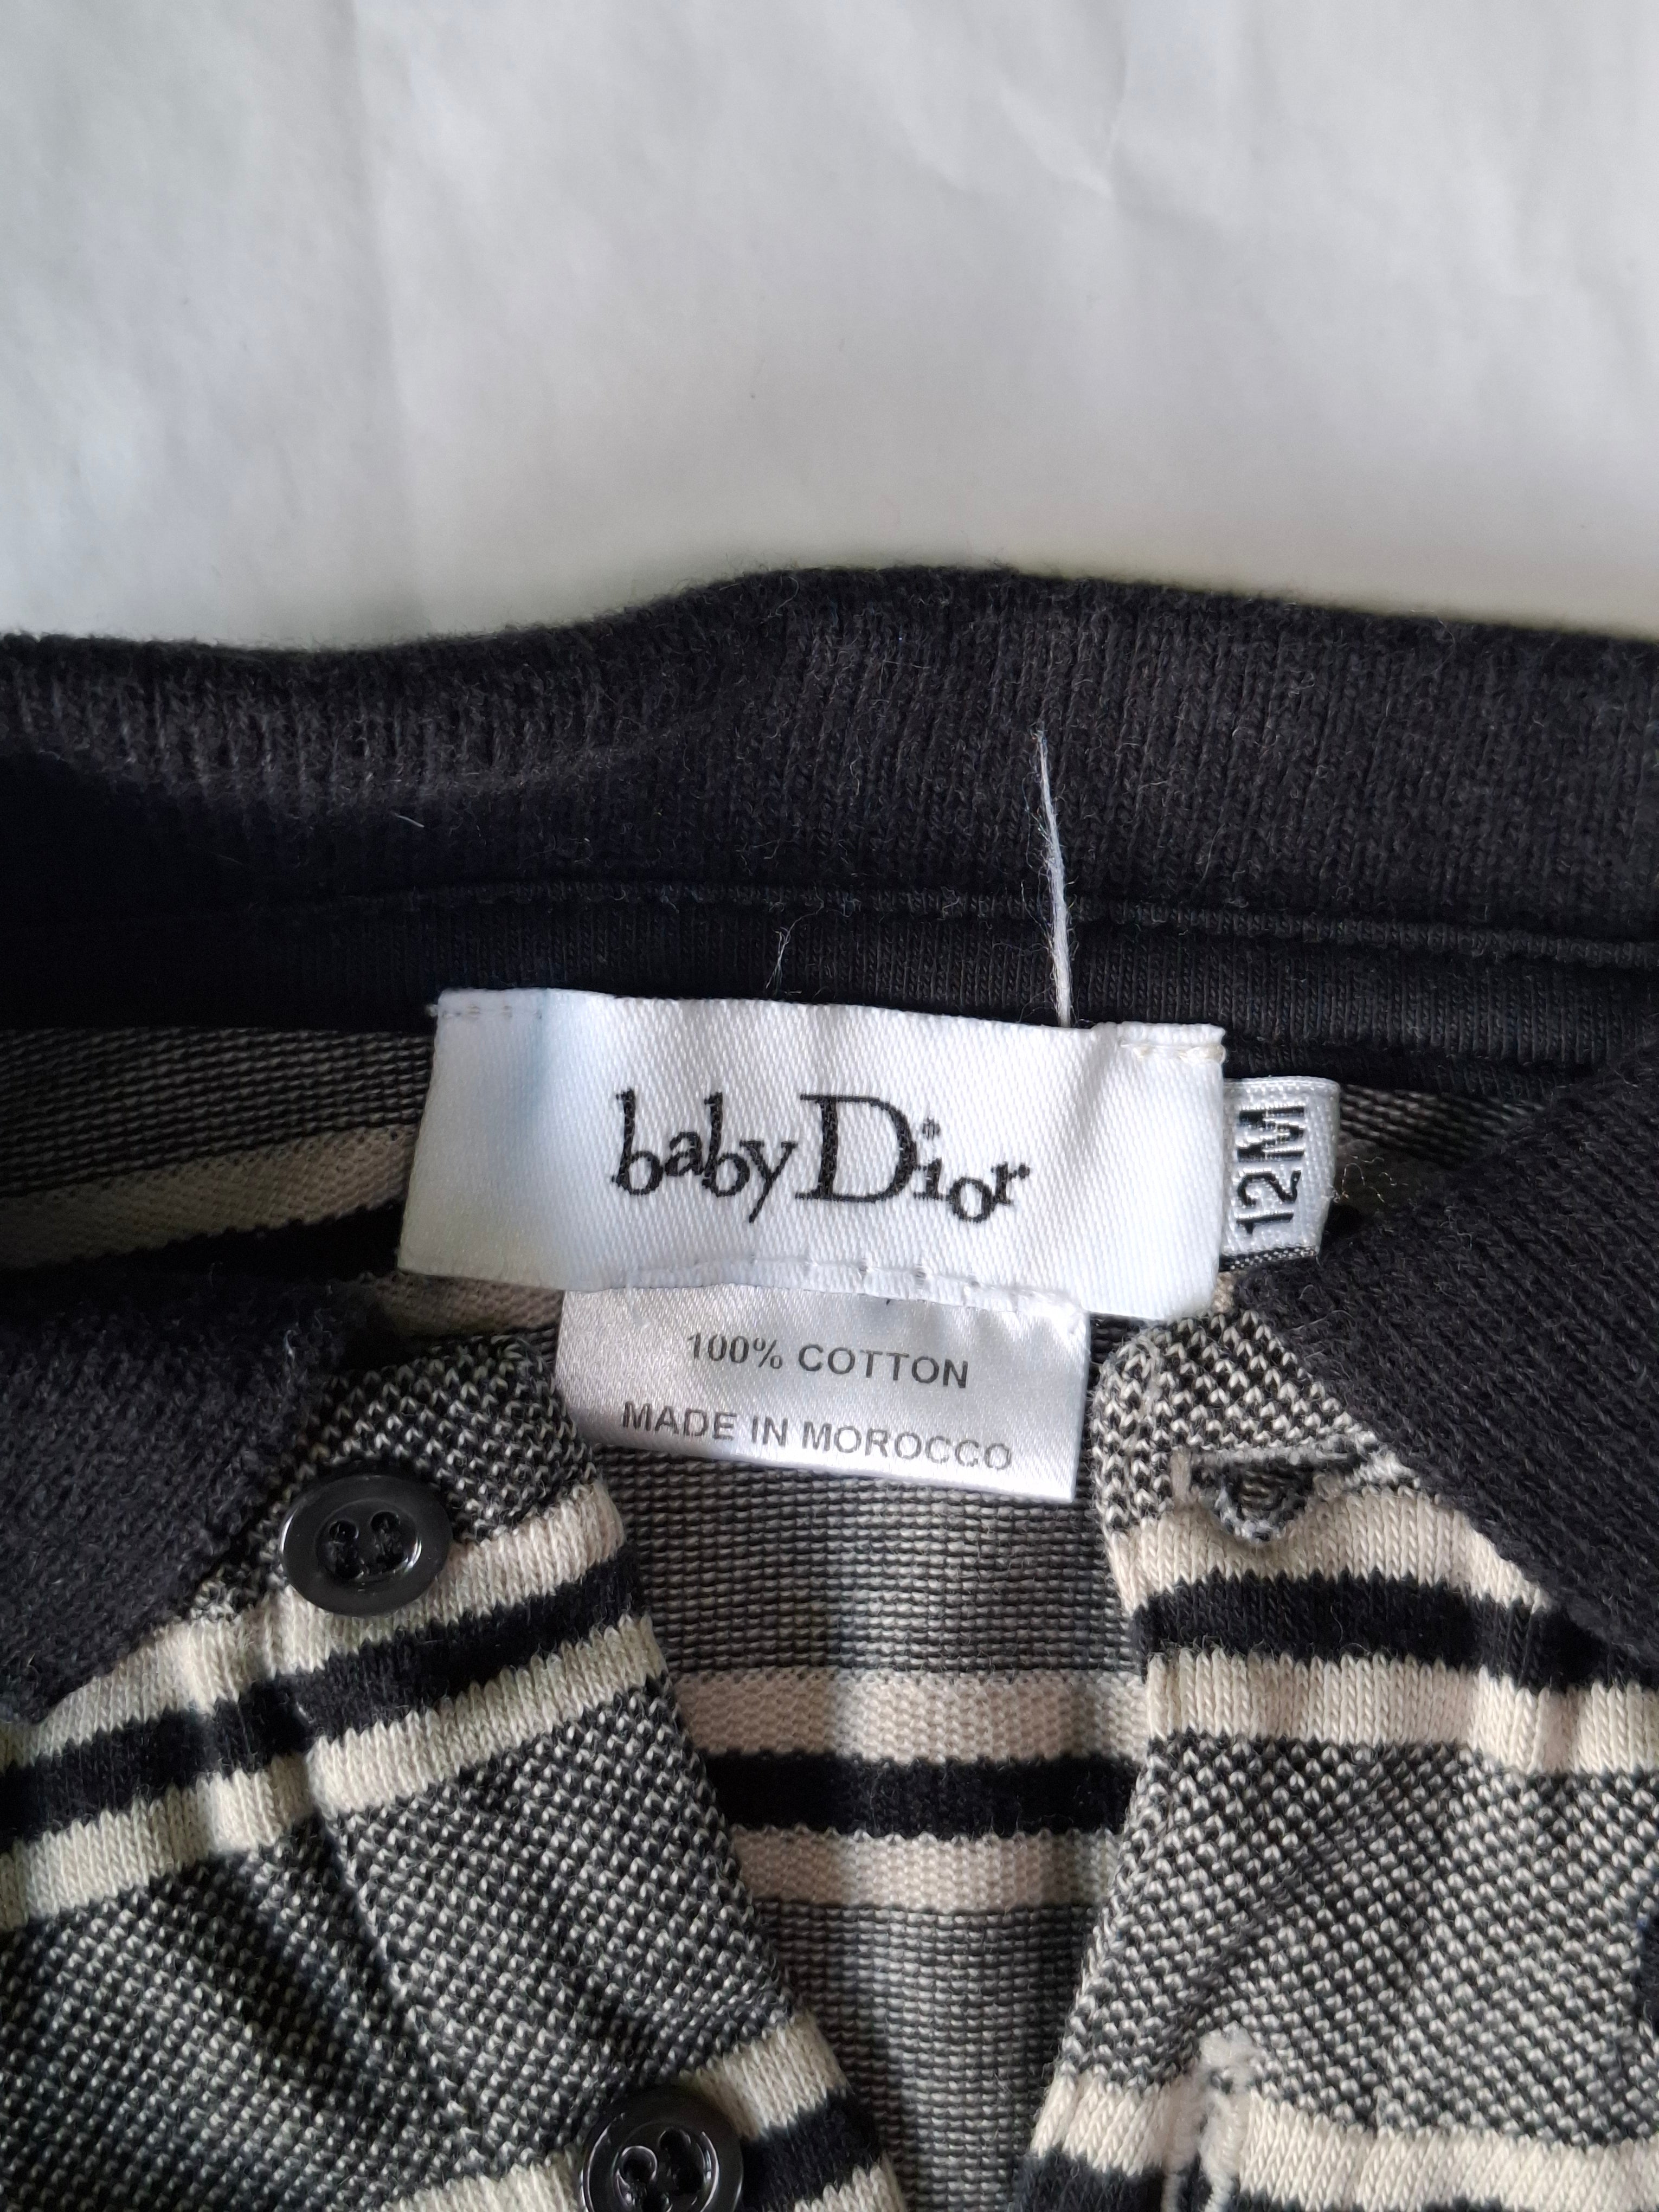 baby Dior
12M
100% COTTON
MADE IN MOROCCO